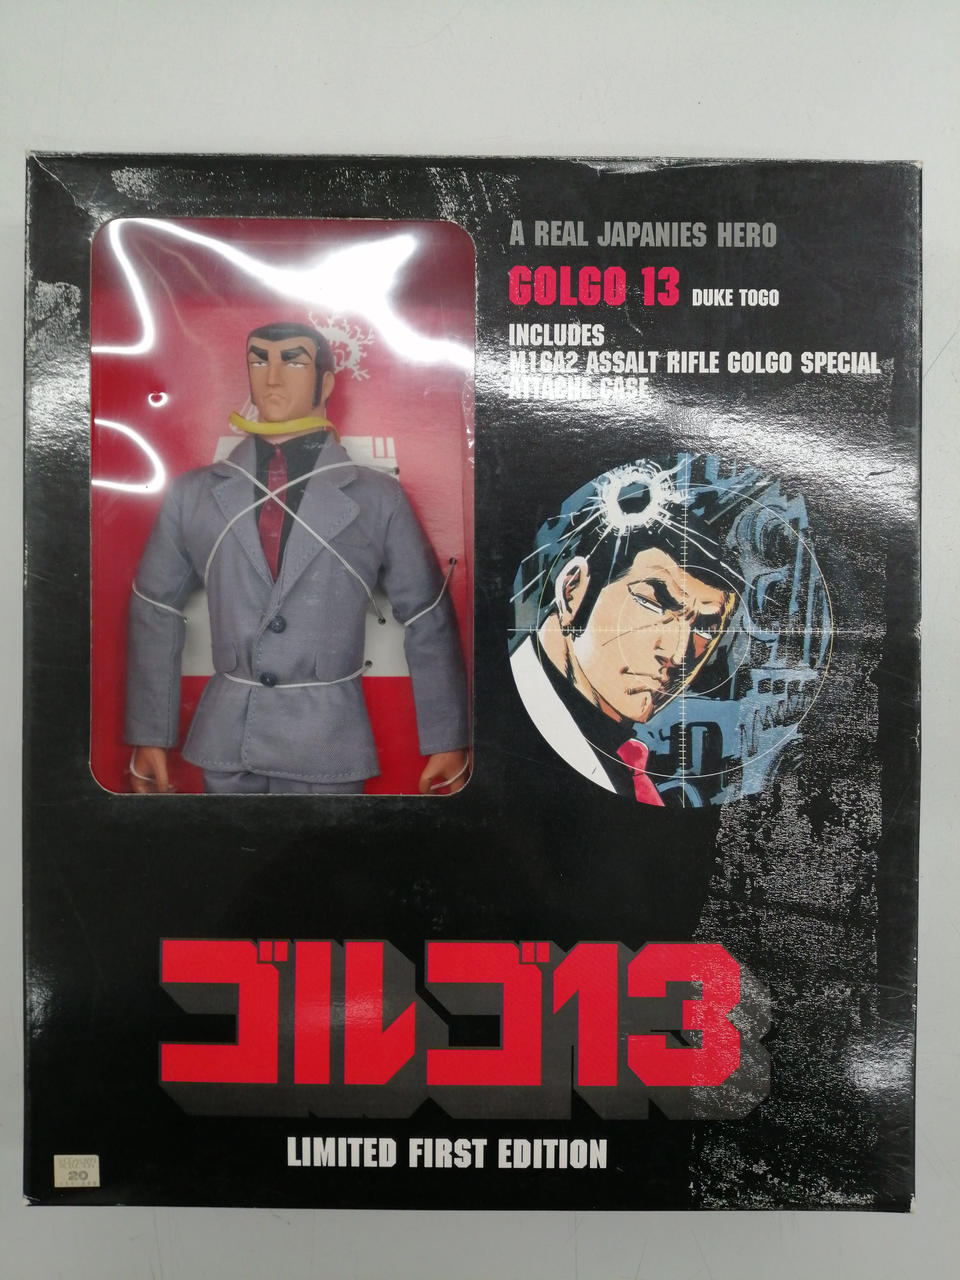 A REAL JAPANIES HERO
GOLGO 13 DUKE TOGO
INCLUDES
M16A2 ASSALT RIFLE GOLGO SPECIAL
ATTACHE CASE
ゴルゴ13
LIMITED FIRST EDITION
20